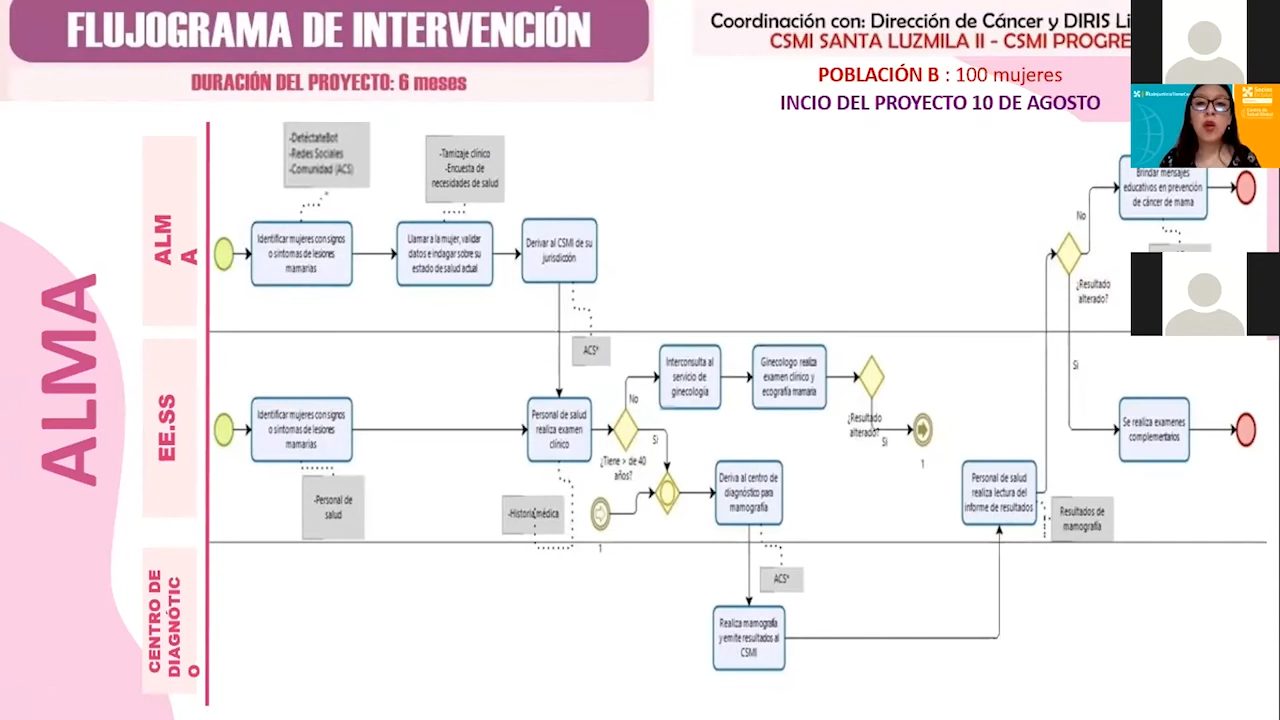 FLUJOGRAMA DE INTERVENCIÓN
DURACIÓN DEL PROYECTO: 6 meses
Coordinación con: Dirección de Cáncer y DIRIS
CSMI SANTA LUZMILA II - CSMI
POBLACIÓN B : 100 mujeres
INCIO DEL PROYECTO 10 DE AGOSTO
ALMA
ALM
A
-DetéctateBot
-Redes Sociales
-Comunidad (ACS)
-Tamizaje clínico
-Encuesta de
necesidades de salud
Identificar mujeres con signos
o sintomas de lesiones
mamarias
Llamar a la mujer, validar
datos e indagar sobre su
estado de salud actual
Derivar al CSMI de su
jurisdicción
ACS*
Brindar mensajes
educativos en prevención
de cáncer de mama
No
¿Resultado
alterado?
Si
EE.SS
Identificar mujeres con signos
o sintomas de lesiones
mamarias
-Personal de
salud
Personal de salud
realiza examen
clínico
-Historia médica
No
Si
¿Tiene > de 40
años?
1
Interconsulta al
servicio de
ginecología
Ginecologo realiza
examen clínico y
ecografía mamaria
¿Resultado
alterado?
Si
1
Deriva al centro de
diagnóstico para
mamografía
ACS*
Personal de salud
realiza lectura del
informe de resultados
Resultados de
mamografía
Se realiza examenes
complementarios
CENTRO DE
DIAGNÓTIC
O
Realiza mamografía
y emite resultados al
CSMI